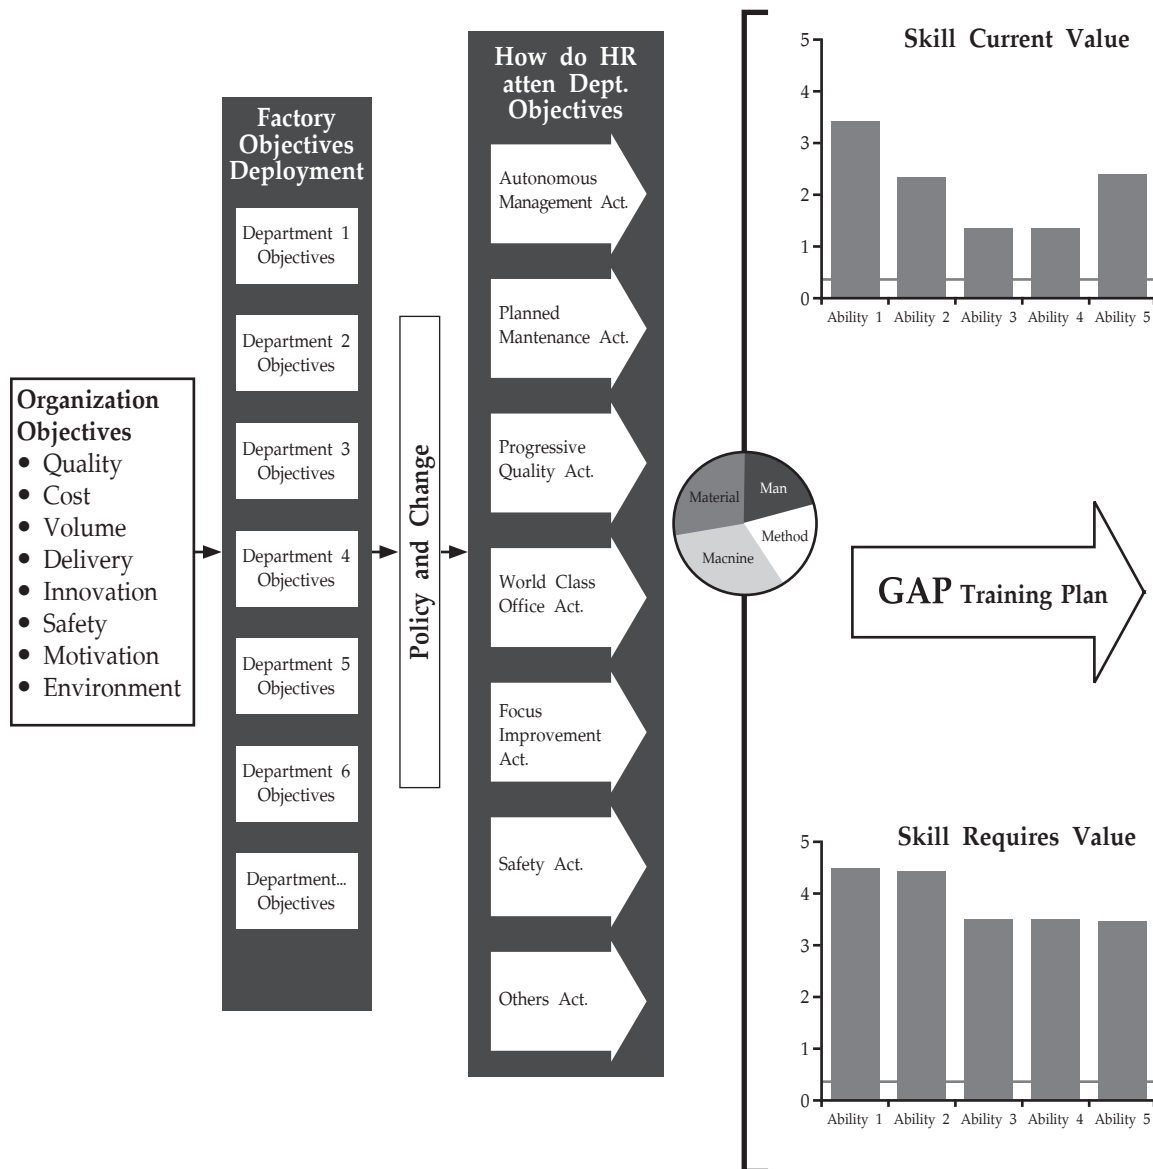 Organization
Objectives
• Quality
• Cost
• Volume
• Delivery
• Innovation
• Safety
• Motivation
• Environment
Factory
Objectives
Deployment
Department 1
Objectives
Department 2
Objectives
Department 3
Objectives
Department 4
Objectives
Department 5
Objectives
Department 6
Objectives
Department...
Objectives
Policy and Change
How do HR
atten Dept.
Objectives
Autonomous
Management Act.
Planned
Mantenance Act.
Progressive
Quality Act.
World Class
Office Act.
Focus
Improvement
Act.
Safety Act.
Others Act.
Material
Man
Method
Macnine
Skill Current Value
5
4
3
2
1
0
Ability 1 Ability 2 Ability 3 Ability 4 Ability 5
GAP Training Plan
Skill Requires Value
5
4
3
2
1
0
Ability 1 Ability 2 Ability 3 Ability 4 Ability 5